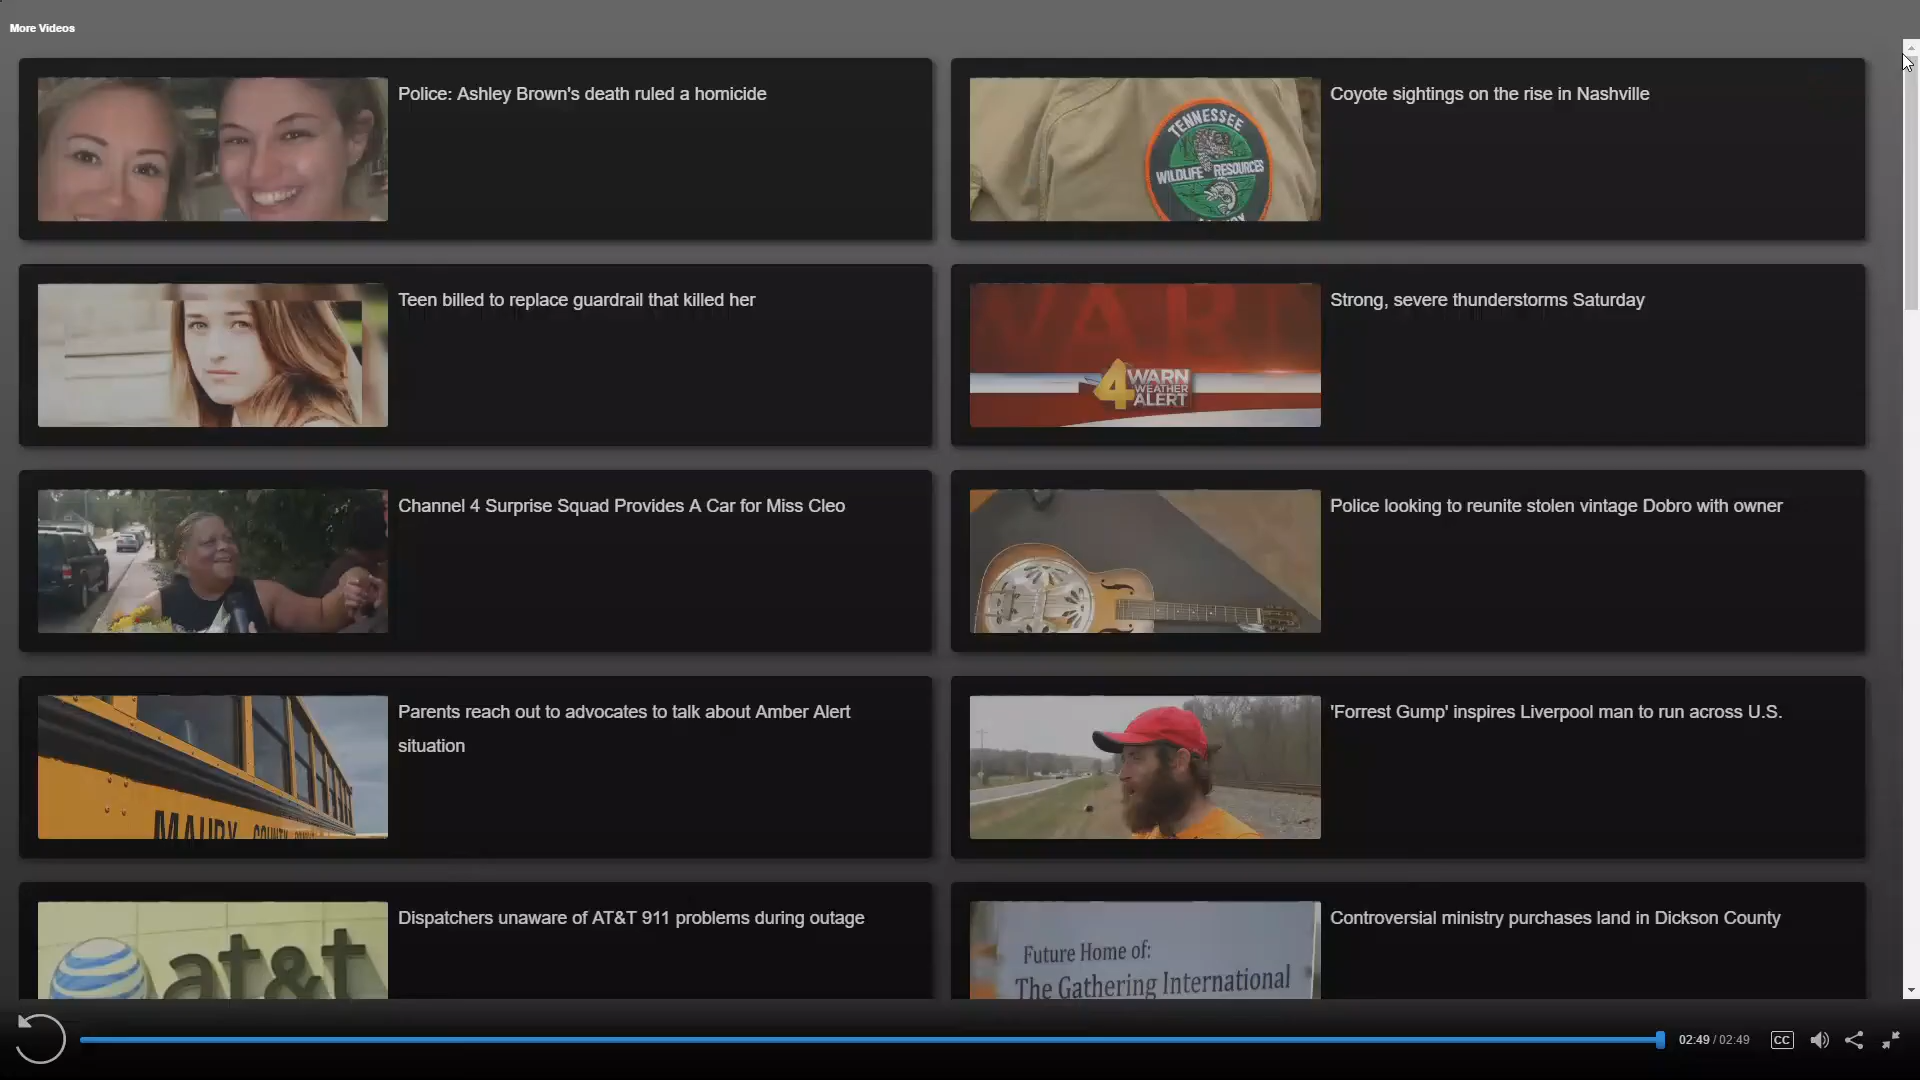 More Videos
Police: Ashley Brown's death ruled a homicide
Coyote sightings on the rise in Nashville
TENNESSEE
WILDLIFE RESOURCES
Teen billed to replace guardrail that killed her
Strong, severe thunderstorms Saturday
4 WARN
WEATHER
ALERT
Channel 4 Surprise Squad Provides A Car for Miss Cleo
Police looking to reunite stolen vintage Dobro with owner
Parents reach out to advocates to talk about Amber Alert
situation
MAURY COUNTY
'Forrest Gump' inspires Liverpool man to run across U.S.
Dispatchers unaware of AT&T 911 problems during outage
at&t
Controversial ministry purchases land in Dickson County
Future Home of:
The Gathering International
02:49 / 02:49
CC